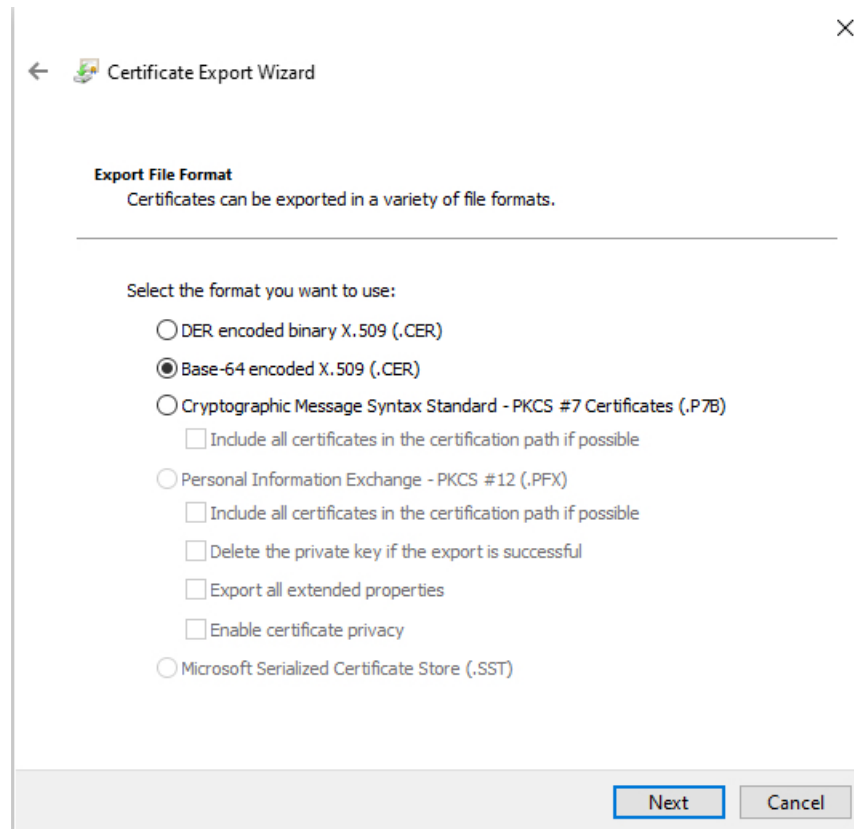 Certificate Export Wizard
Export File Format
Certificates can be exported in a variety of file formats.
Select the format you want to use:
DER encoded binary X.509 (.CER)
Base-64 encoded X.509 (.CER)
Cryptographic Message Syntax Standard - PKCS #7 Certificates (.P7B)
Include all certificates in the certification path if possible
Personal Information Exchange - PKCS #12 (.PFX)
Include all certificates in the certification path if possible
Delete the private key if the export is successful
Export all extended properties
Enable certificate privacy
Microsoft Serialized Certificate Store (.SST)
Next Cancel